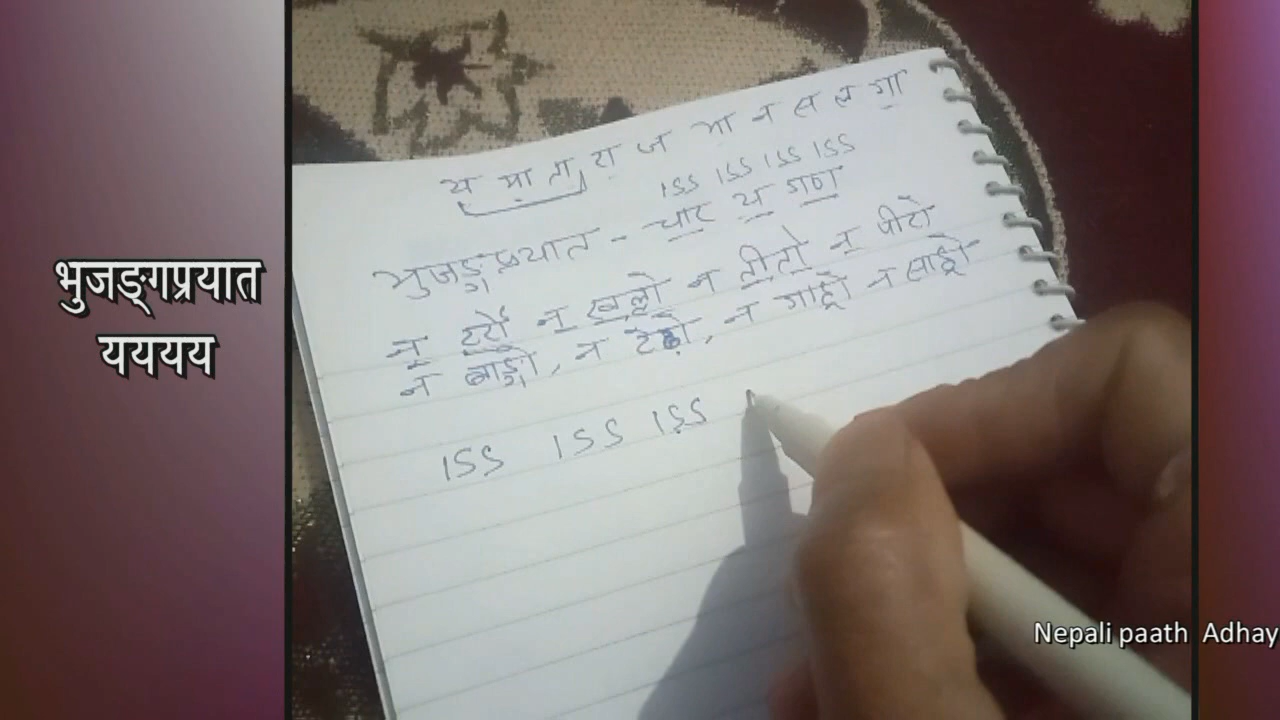 भुजङ्गप्रयात
यययय
य मा ता रा ज भा न स ल गा
ISS ISS ISS ISS
भुजङ्गप्रयात - चार य गण
न टर्रो न खल्लो न तीतो न पीरो
न बाङ्गो, न टेढो, न गाह्रो न साङ्गो
ISS ISS ISS
Nepali paath Adhay